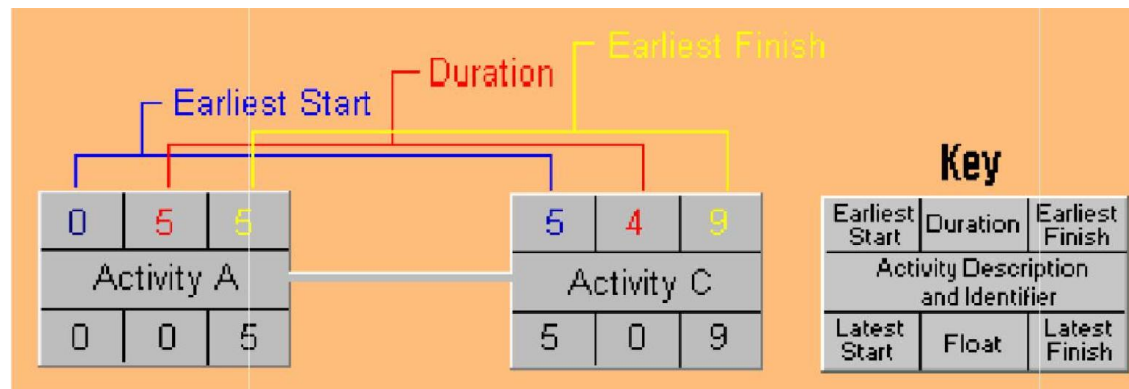 Earliest Finish
Duration
Earliest Start
0 5 5
Activity A
0 0 5
5 4 9
Activity C
5 0 9
Key
Earliest Start Duration Earliest Finish
Activity Description
and Identifier
Latest Start Float Latest Finish